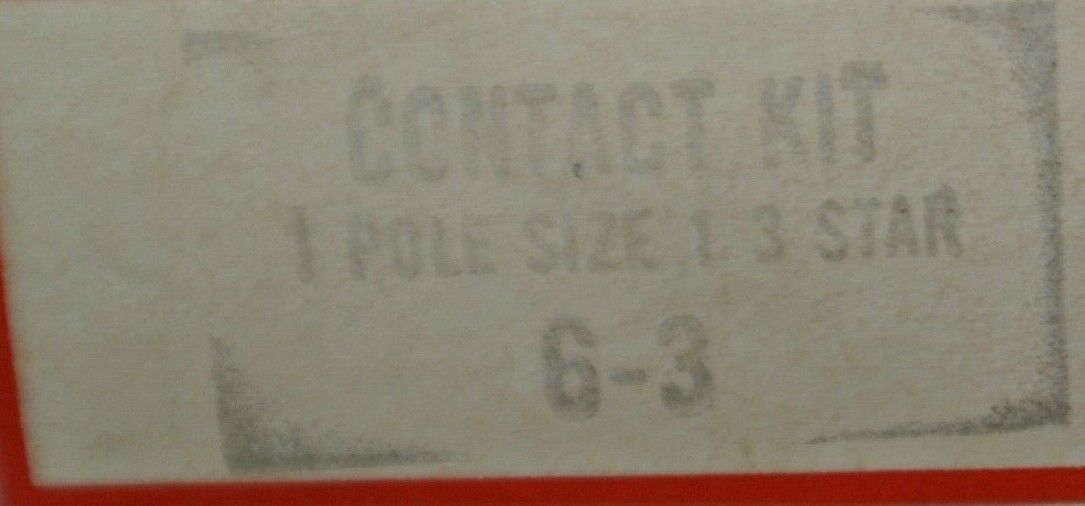 CONTACT KIT
1 POLE SIZE 1 3 STAR
6-3